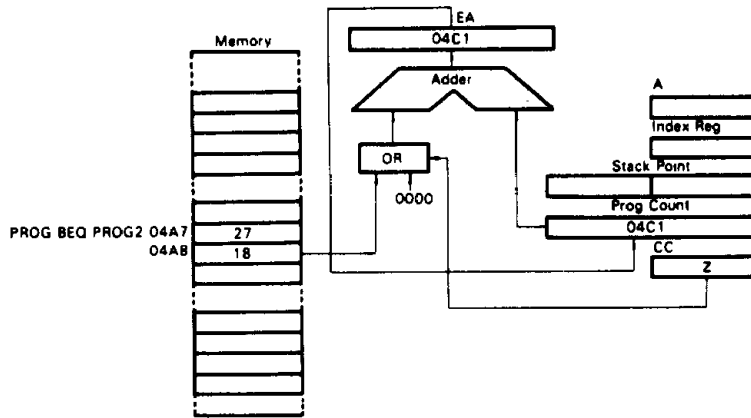 EA
Memory
04C1
Adder
A
Index Reg
OR
Stack Point
0000
Prog Count
PROG BEQ PROG2 04A7 27
04C1
04A8 18
CC
Z